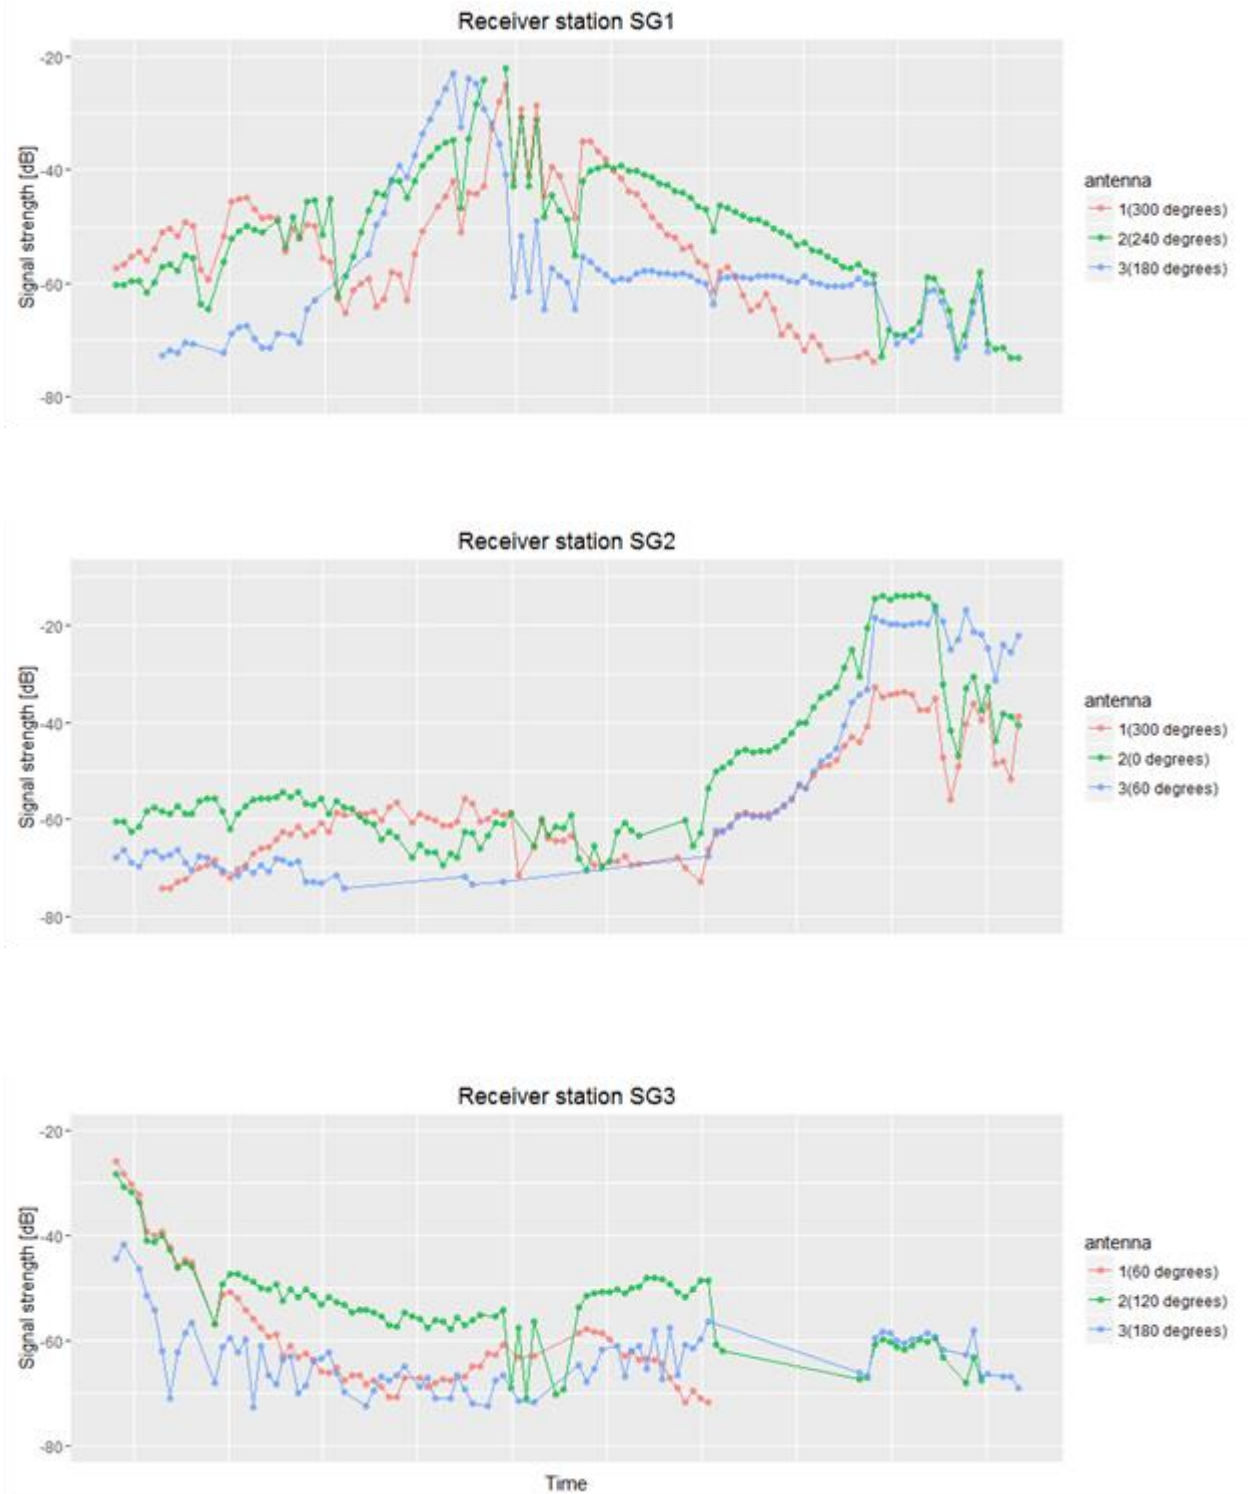 Receiver station SG1
Signal strength [dB]
-20
-40
-60
-80
antenna
1(300 degrees)
2(240 degrees)
3(180 degrees)
Receiver station SG2
Signal strength [dB]
-20
-40
-60
-80
antenna
1(300 degrees)
2(0 degrees)
3(60 degrees)
Receiver station SG3
Signal strength [dB]
-20
-40
-60
-80
antenna
1(60 degrees)
2(120 degrees)
3(180 degrees)
Time